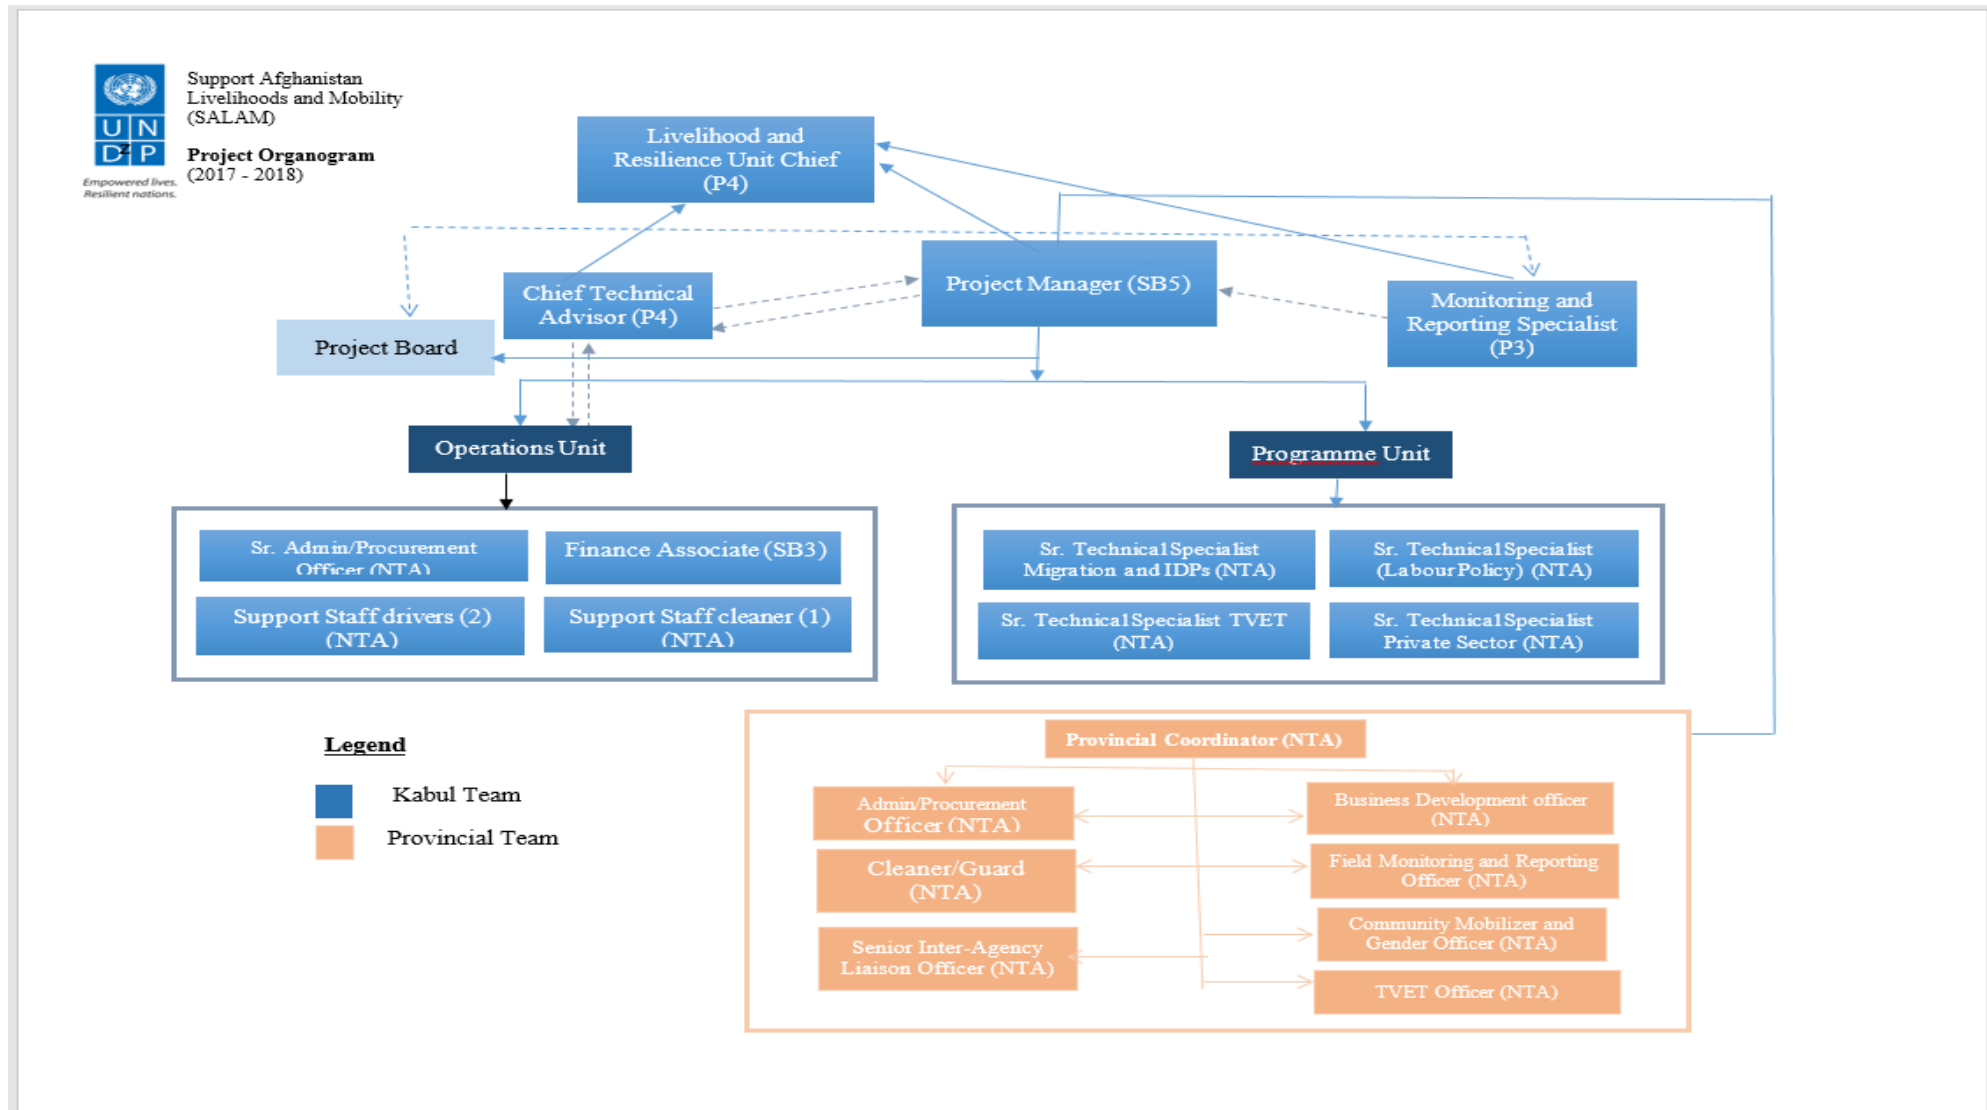 Support Afghanistan
Livelihoods and Mobility
(SALAM)
Project Organogram
(2017 - 2018)
U N
D P
z
Empowered lives.
Resilient nations.
Livelihood and
Resilience Unit Chief
(P4)
Project Manager (SB5)
Chief Technical
Advisor (P4)
Monitoring and
Reporting Specialist
(P3)
Project Board
Operations Unit
Programme Unit
Sr. Admin/Procurement
Officer (NTA)
Finance Associate (SB3)
Support Staff drivers (2)
(NTA)
Support Staff cleaner (1)
(NTA)
Sr. Technical Specialist
Migration and IDPs (NTA)
Sr. Technical Specialist
(Labour Policy) (NTA)
Sr. Technical Specialist TVET
(NTA)
Sr. Technical Specialist
Private Sector (NTA)
Legend
Kabul Team
Provincial Team
Provincial Coordinator (NTA)
Admin/Procurement
Officer (NTA)
Business Development officer
(NTA)
Cleaner/Guard
(NTA)
Field Monitoring and Reporting
Officer (NTA)
Senior Inter-Agency
Liaison Officer (NTA)
Community Mobilizer and
Gender Officer (NTA)
TVET Officer (NTA)